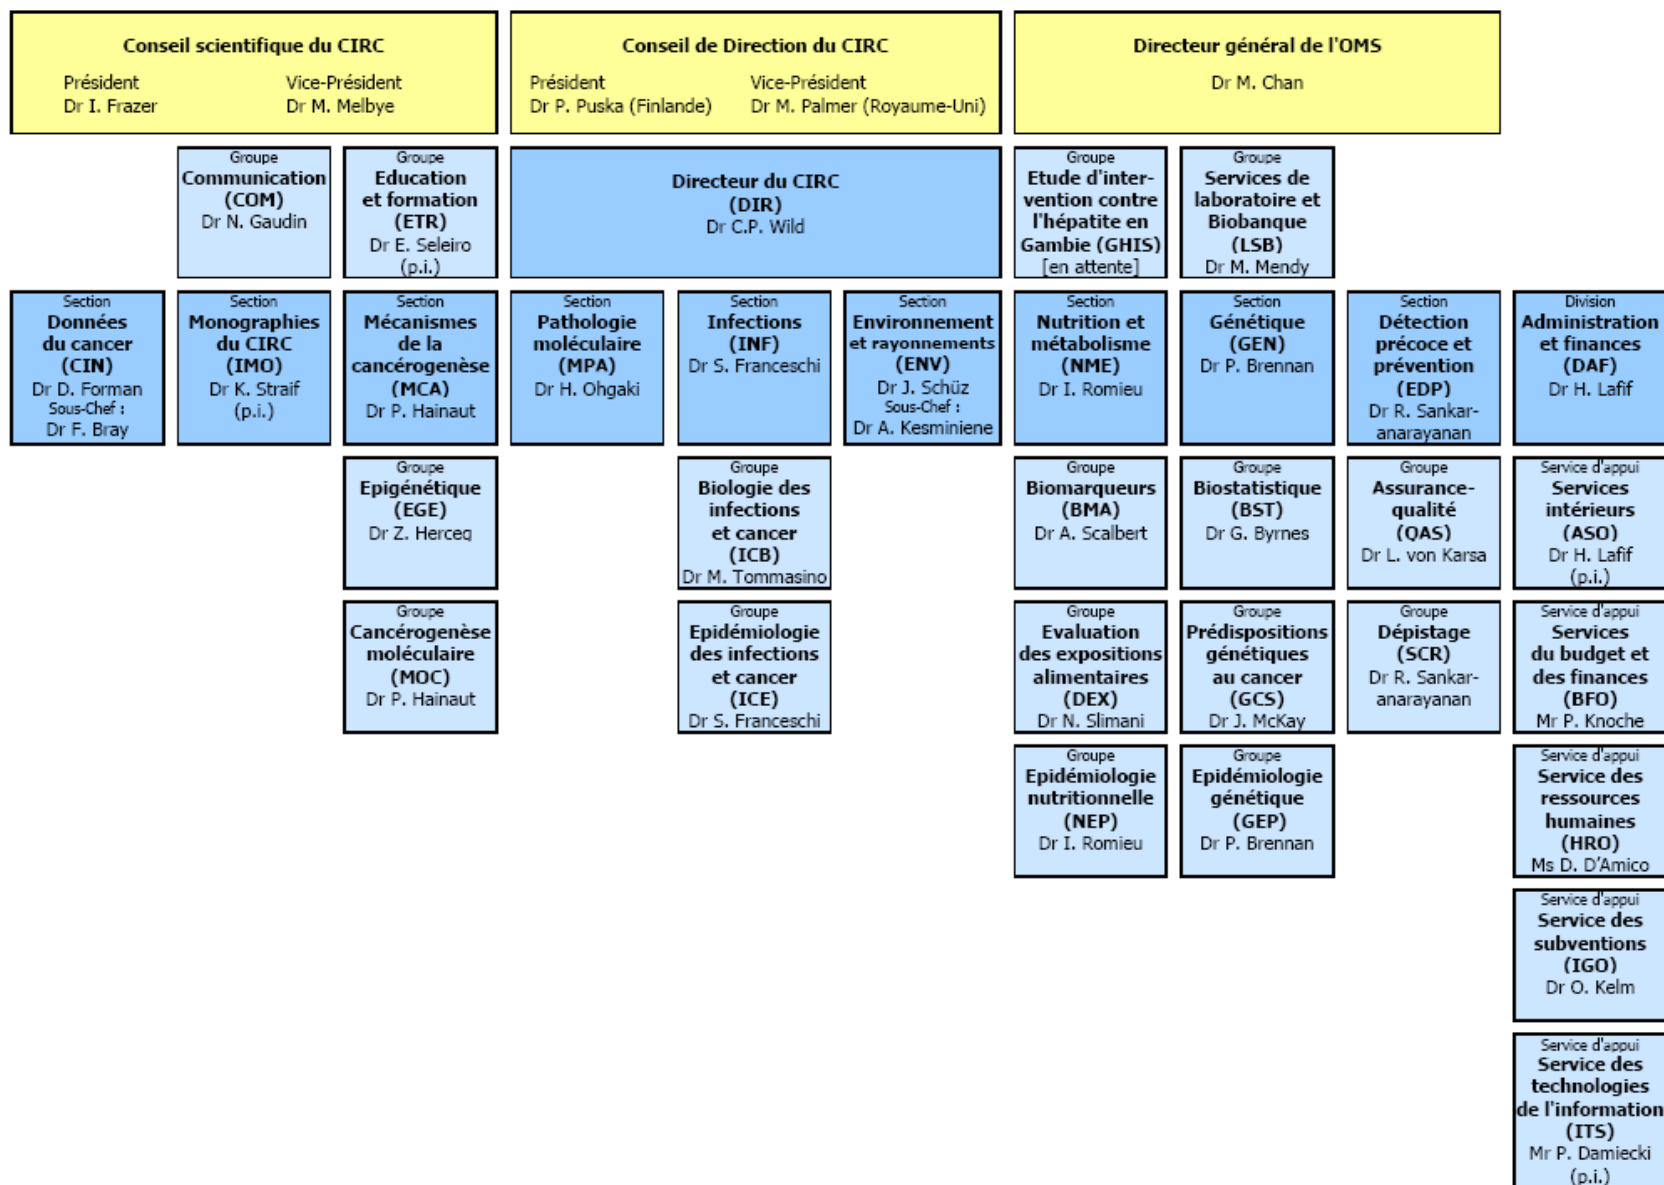 Conseil scientifique du CIRC
Président
Dr I. Frazer
Vice-Président
Dr M. Melbye
Conseil de Direction du CIRC
Président
Dr P. Puska (Finlande)
Vice-Président
Dr M. Palmer (Royaume-Uni)
Directeur général de l'OMS
Dr M. Chan
Groupe
Communication
(COM)
Dr N. Gaudin
Groupe
Education
et formation
(ETR)
Dr E. Seleiro
(p.i.)
Directeur du CIRC
(DIR)
Dr C.P. Wild
Groupe
Etude d'inter-
vention contre
l'hépatite en
Gambie (GHIS)
[en attente]
Groupe
Services de
laboratoire et
Biobanque
(LSB)
Dr M. Mendy
Section
Données
du cancer
(CIN)
Dr D. Forman
Sous-Chef :
Dr F. Bray
Section
Monographies
du CIRC
(IMO)
Dr K. Straif
(p.i.)
Section
Mécanismes
de la
cancérogenèse
(MCA)
Dr P. Hainaut
Section
Pathologie
moléculaire
(MPA)
Dr H. Ohgaki
Section
Infections
(INF)
Dr S. Franceschi
Section
Environnement
et rayonnements
(ENV)
Dr J. Schüz
Sous-Chef :
Dr A. Kesminiene
Section
Nutrition et
métabolisme
(NME)
Dr I. Romieu
Section
Génétique
(GEN)
Dr P. Brennan
Section
Détection
précoce et
prévention
(EDP)
Dr R. Sankar-
anarayanan
Division
Administration
et finances
(DAF)
Dr H. Lafif
Groupe
Epigénétique
(EGE)
Dr Z. Herceg
Groupe
Biologie des
infections
et cancer
(ICB)
Dr M. Tommasino
Groupe
Biomarqueurs
(BMA)
Dr A. Scalbert
Groupe
Biostatistique
(BST)
Dr G. Byrnes
Groupe
Assurance-
qualité
(QAS)
Dr L. von Karsa
Service d'appui
Services
intérieurs
(ASO)
Dr H. Lafif
(p.i.)
Groupe
Cancérogenèse
moléculaire
(MOC)
Dr P. Hainaut
Groupe
Epidémiologie
des infections
et cancer
(ICE)
Dr S. Franceschi
Groupe
Evaluation
des expositions
alimentaires
(DEX)
Dr N. Slimani
Groupe
Prédispositions
génétiques
au cancer
(GCS)
Dr J. McKay
Groupe
Dépistage
(SCR)
Dr R. Sankar-
anarayanan
Service d'appui
Services
du budget et
des finances
(BFO)
Mr P. Knoche
Groupe
Epidémiologie
nutritionnelle
(NEP)
Dr I. Romieu
Groupe
Epidémiologie
génétique
(GEP)
Dr P. Brennan
Service d'appui
Service des
ressources
humaines
(HRO)
Ms D. D'Amico
Service d'appui
Service des
subventions
(IGO)
Dr O. Kelm
Service d'appui
Service des
technologies
de l'information
(ITS)
Mr P. Damiecki
(p.i.)